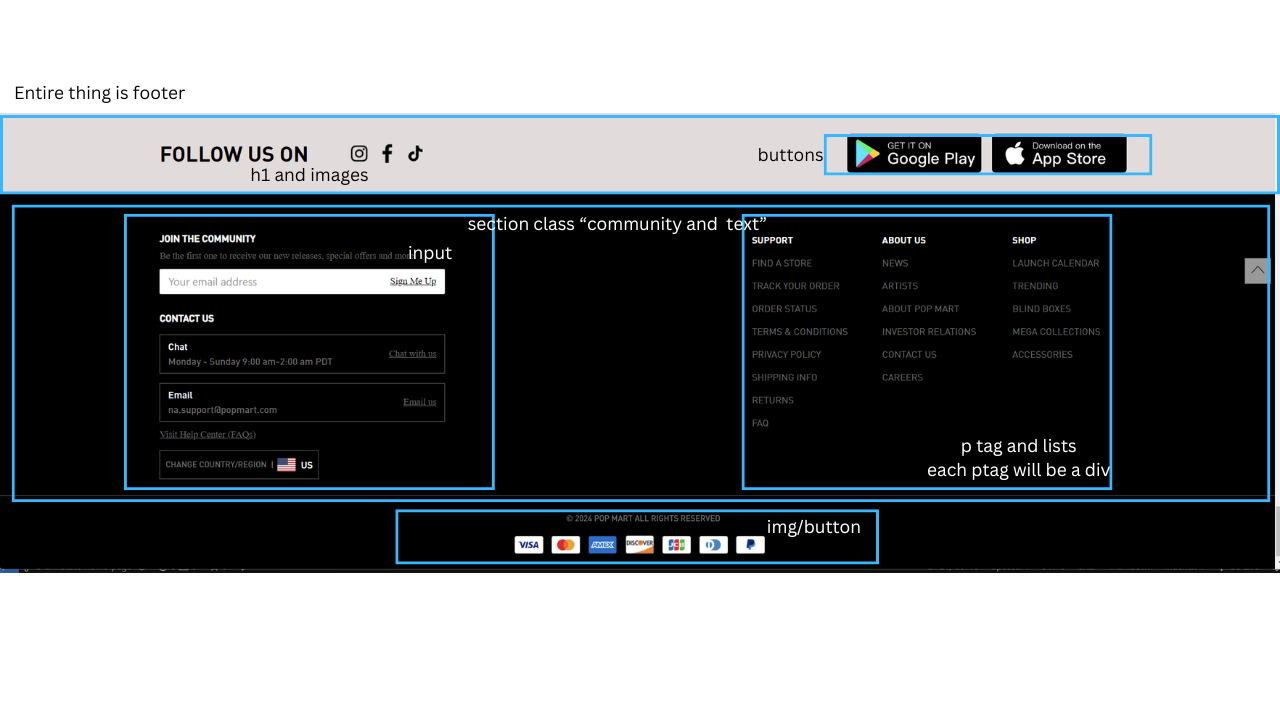 Entire thing is footer
FOLLOW US ON
h1 and images
buttons
GET IT ON
Google Play
Download on the
App Store
section class “community and text”
JOIN THE COMMUNITY
Be the first one to receive our new releases, special offers and
input
Your email address
Sign Me Up
CONTACT US
Chat
Monday - Sunday 9:00 am-2:00 am PDT
Chat with us
Email
na.support@popmart.com
Email us
Visit Help Center (FAQs)
CHANGE COUNTRY/REGION | US
SUPPORT
FIND A STORE
TRACK YOUR ORDER
ORDER STATUS
TERMS & CONDITIONS
PRIVACY POLICY
SHIPPING INFO
RETURNS
FAQ
ABOUT US
NEWS
ARTISTS
ABOUT POP MART
INVESTOR RELATIONS
CONTACT US
CAREERS
SHOP
LAUNCH CALENDAR
TRENDING
BLIND BOXES
MEGA COLLECTIONS
ACCESSORIES
p tag and lists
each ptag will be a div
© 2024 POP MART ALL RIGHTS RESERVED
img/button
VISA
AMEX
DISCOVER
JCB